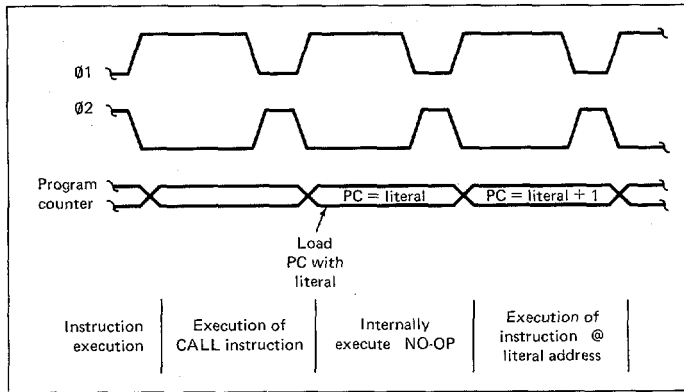 Ø1
Ø2
Program
counter
PC = literal
PC = literal + 1
Load
PC with
literal
Instruction
execution
Execution of
CALL instruction
Internally
execute NO-OP
Execution of
instruction @
literal address